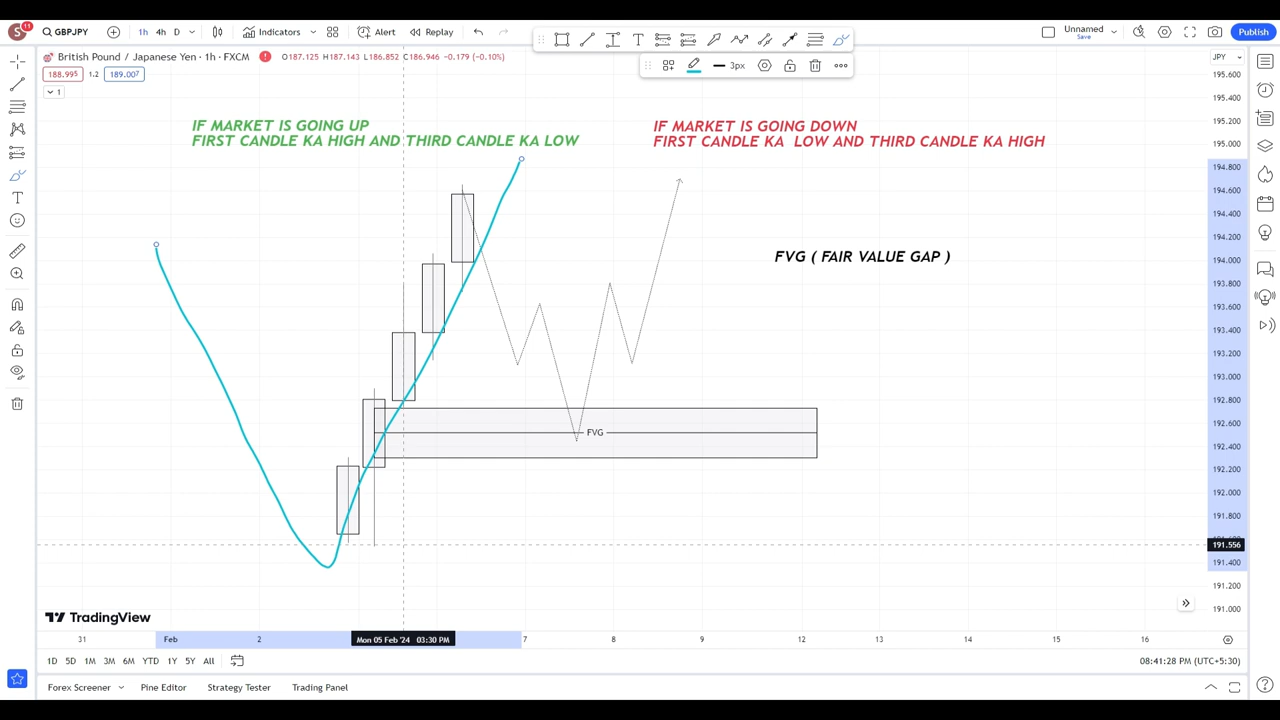 S 11
GBPJPY
1h 4h D
Indicators
Alert
Replay
Unnamed
Save
Publish
British Pound / Japanese Yen · 1h · FXCM
O187.125 H187.143 L186.852 C186.946 -0.179 (-0.10%)
188.995 1.2 189.007
1
3px
JPY
IF MARKET IS GOING UP
FIRST CANDLE KA HIGH AND THIRD CANDLE KA LOW
IF MARKET IS GOING DOWN
FIRST CANDLE KA LOW AND THIRD CANDLE KA HIGH
FVG ( FAIR VALUE GAP )
FVG
195.600
195.400
195.200
195.000
194.800
194.600
194.400
194.200
194.000
193.800
193.600
193.400
193.200
193.000
192.800
192.600
192.400
192.200
192.000
191.800
191.556
191.400
191.200
191.000
TradingView
31 Feb 2 Mon 05 Feb '24 03:30 PM 7 8 9 12 13 14 15 16
1D 5D 1M 3M 6M YTD 1Y 5Y All
08:41:28 PM (UTC+5:30)
Forex Screener Pine Editor Strategy Tester Trading Panel